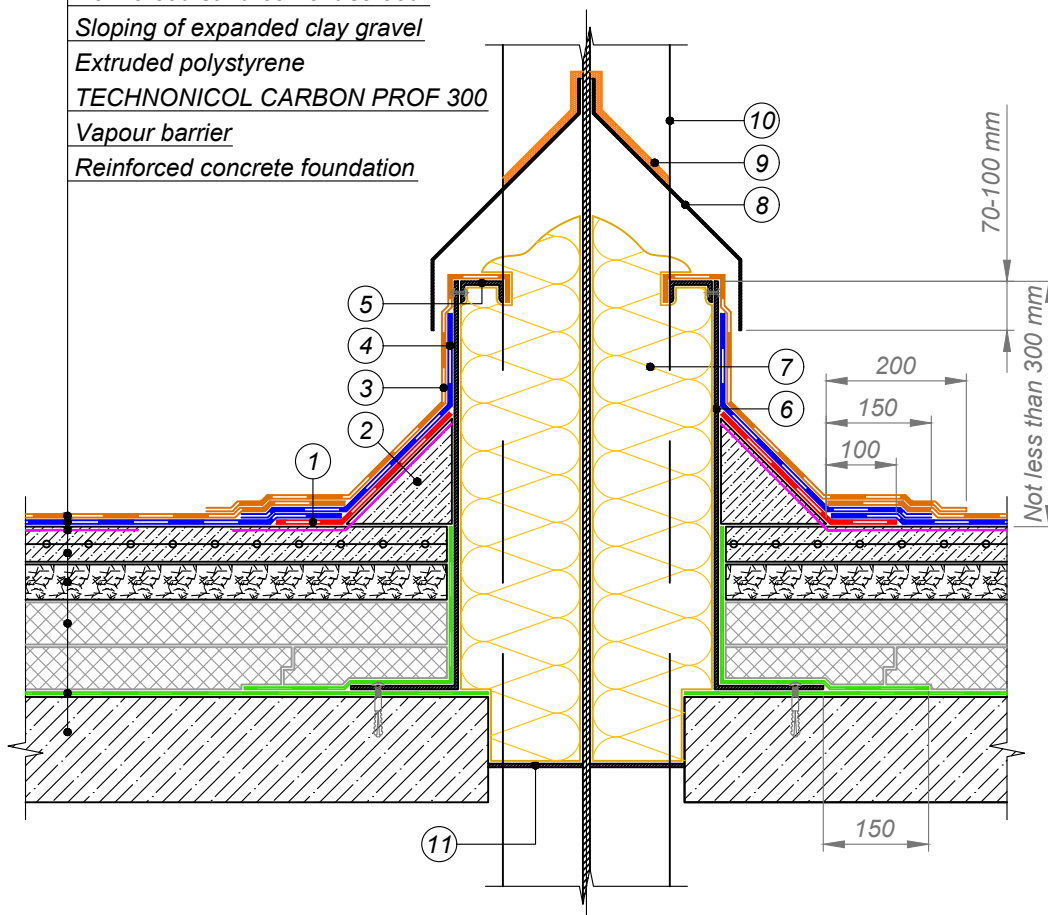 Sloping of expanded clay gravel
Extruded polystyrene
TECHNONICOL CARBON PROF 300
Vapour barrier
Reinforced concrete foundation
10
9
8
70-100 mm
5
4
3
2
1
7
6
200
150
100
Not less than 300 mm
11
150